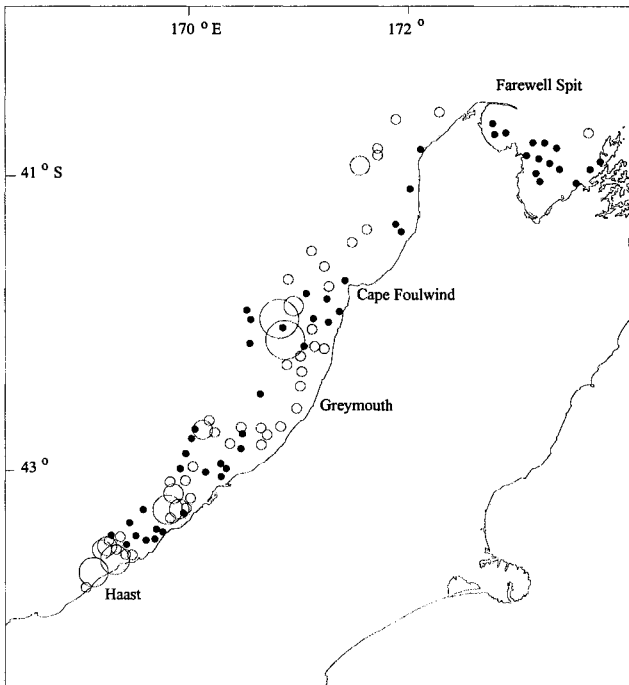 170 ° E
172 °
Farewell Spit
41 ° S
Cape Foulwind
Greymouth
43 °
Haast